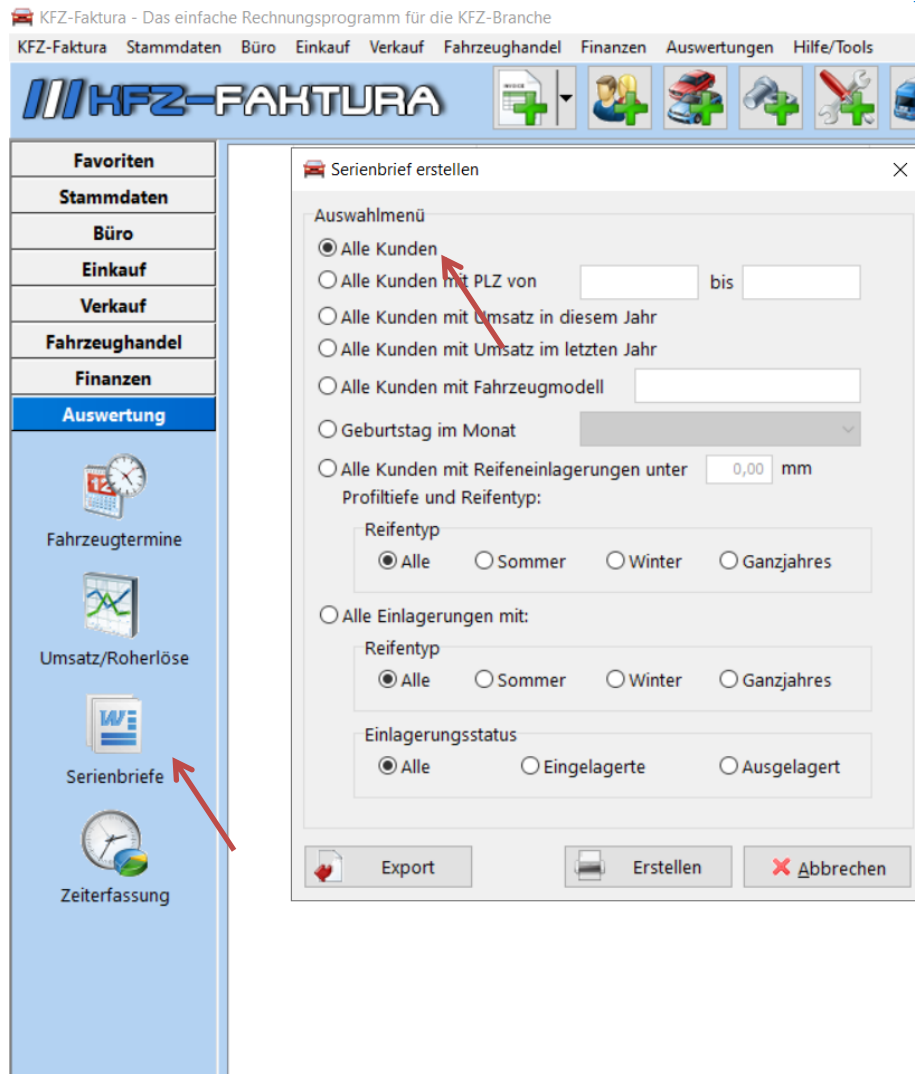 KFZ-Faktura - Das einfache Rechnungsprogramm für die KFZ-Branche
KFZ-Faktura Stammdaten Büro Einkauf Verkauf Fahrzeughandel Finanzen Auswertungen Hilfe/Tools
KFZ-FAKTURA
INVOICE
Favoriten
Stammdaten
Büro
Einkauf
Verkauf
Fahrzeughandel
Finanzen
Auswertung
12
Fahrzeugtermine
Umsatz/Roherlöse
W
Serienbriefe
Zeiterfassung
Serienbrief erstellen
Auswahlmenü
Alle Kunden
Alle Kunden mit PLZ von bis
Alle Kunden mit Umsatz in diesem Jahr
Alle Kunden mit Umsatz im letzten Jahr
Alle Kunden mit Fahrzeugmodell
Geburtstag im Monat
Alle Kunden mit Reifeneinlagerungen unter 0,00 mm
Profiltiefe und Reifentyp:
Reifentyp
Alle Sommer Winter Ganzjahres
Alle Einlagerungen mit:
Reifentyp
Alle Sommer Winter Ganzjahres
Einlagerungsstatus
Alle Eingelagerte Ausgelagert
Export Erstellen Abbrechen